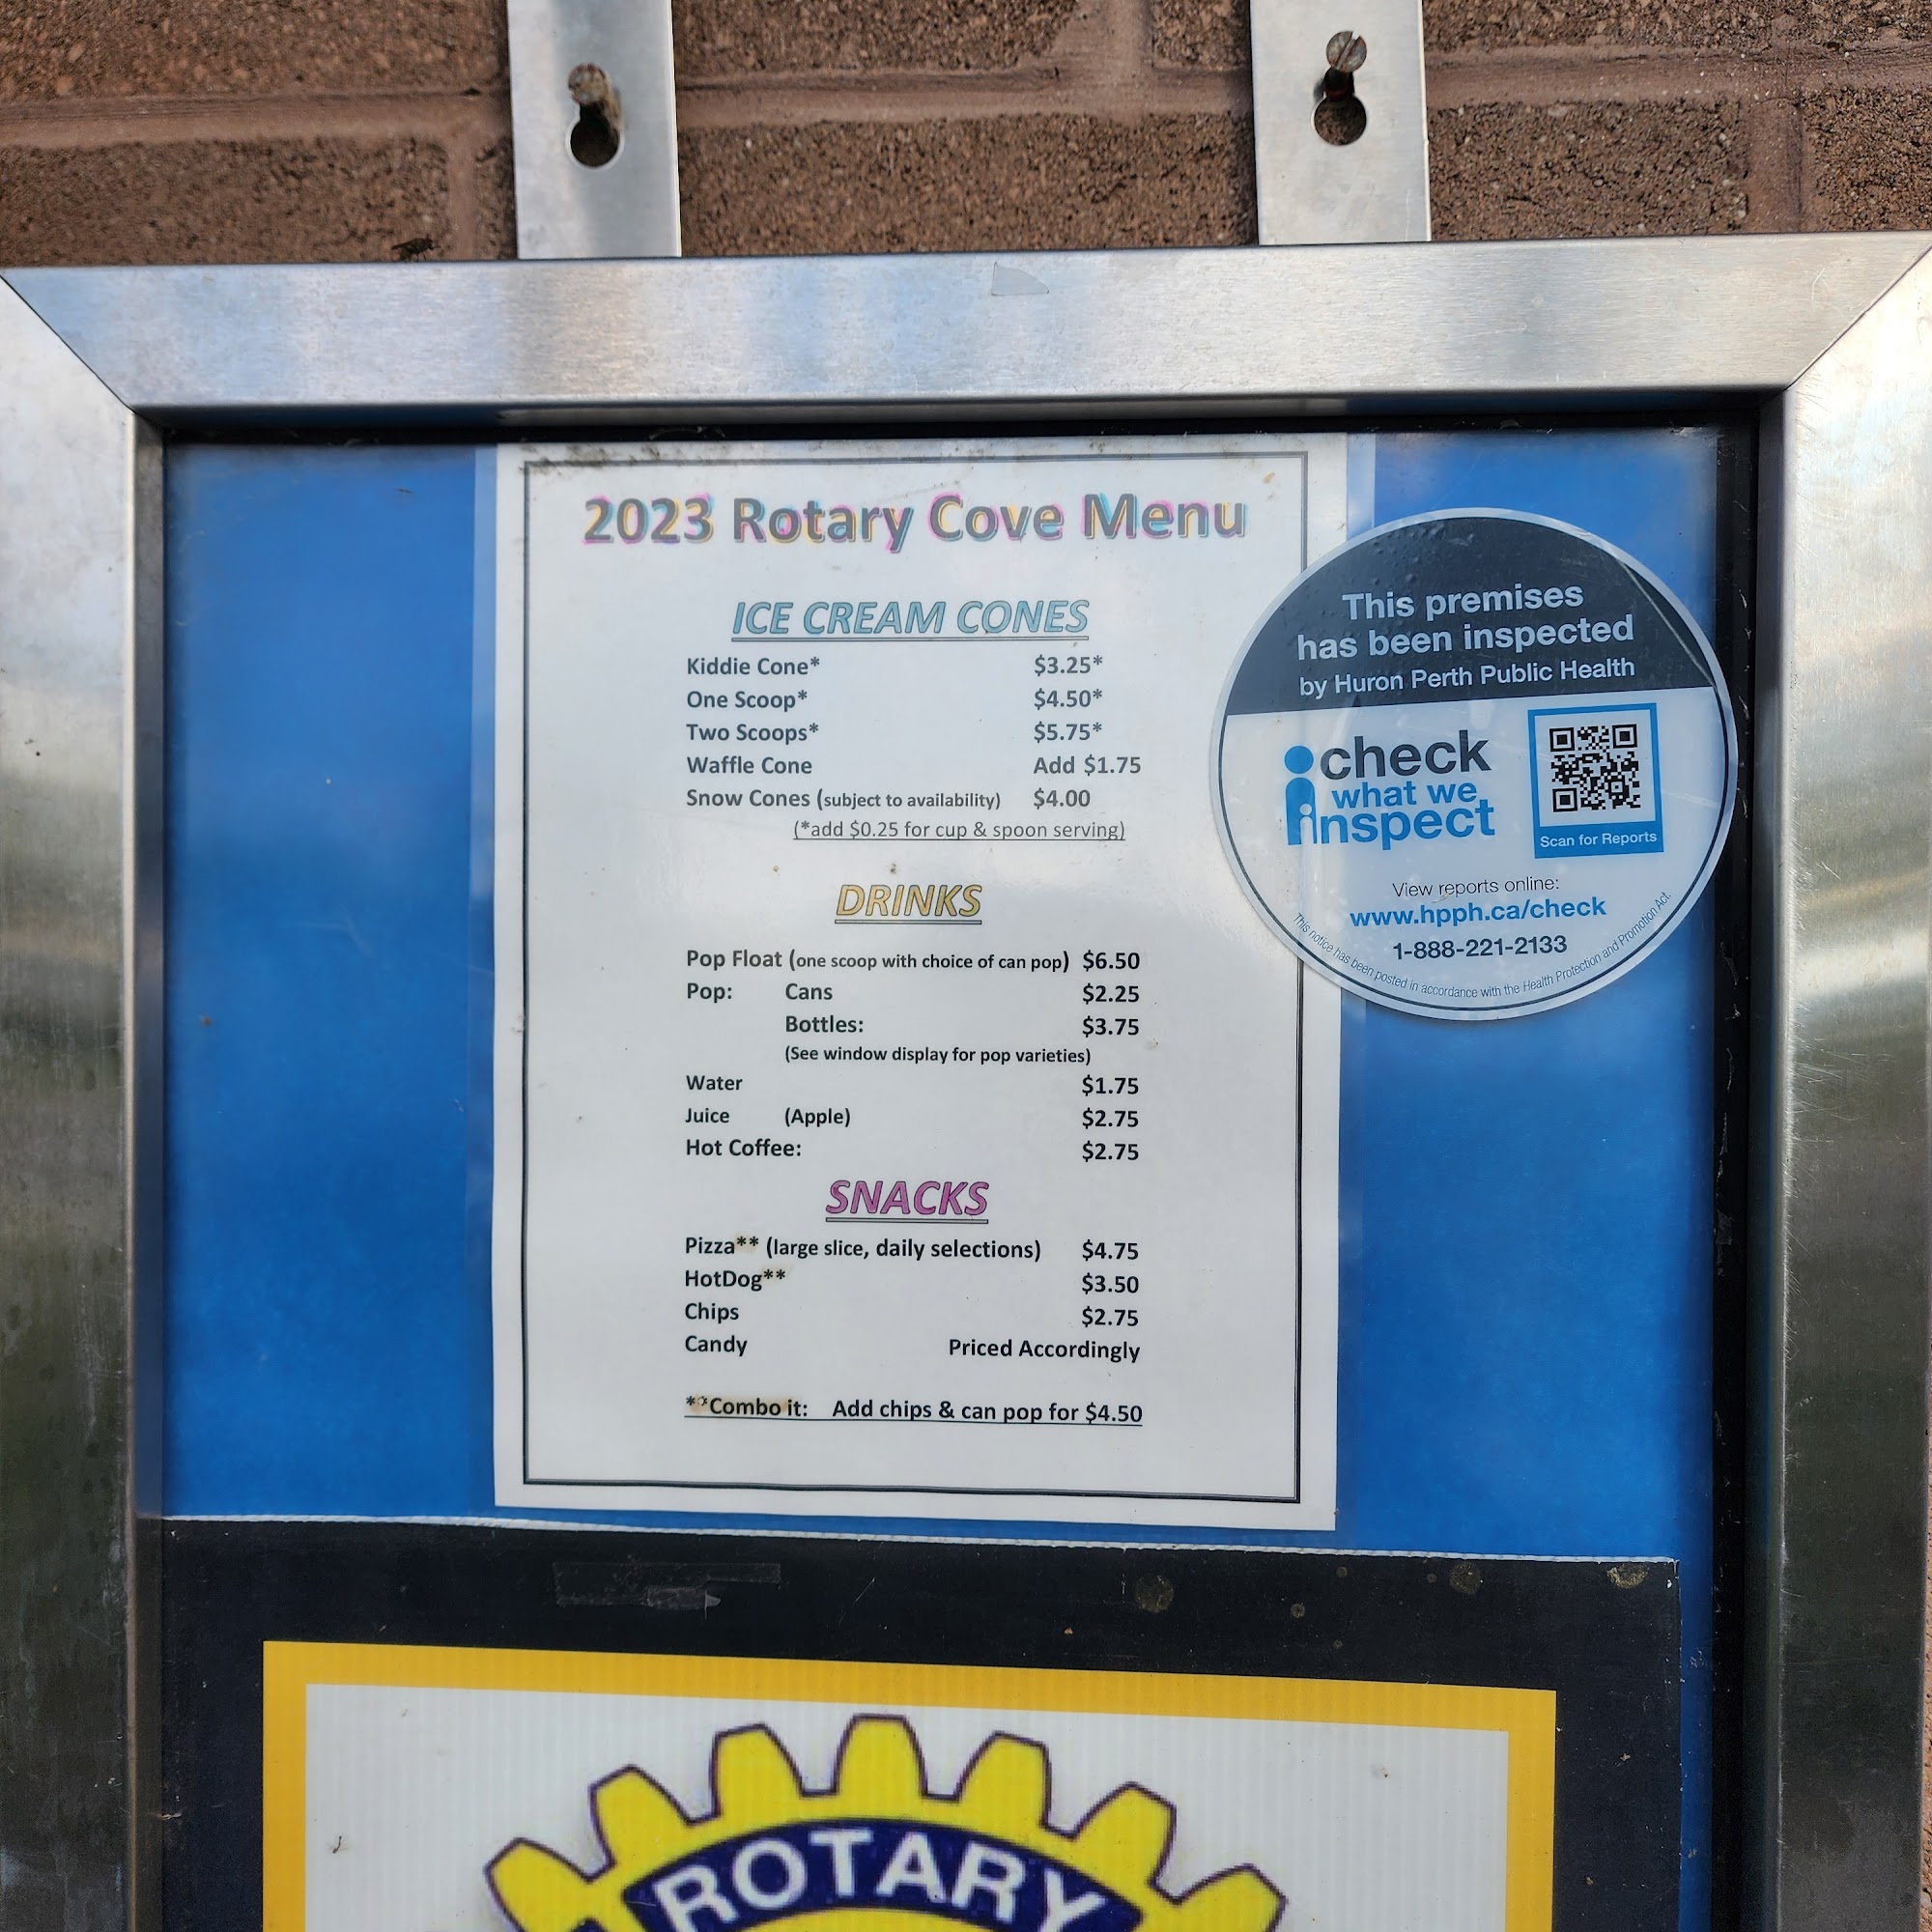 2023 Rotary Cove Menu
ICE CREAM CONES
Kiddie Cone* $3.25*
One Scoop* $4.50*
Two Scoops* $5.75*
Waffle Cone Add $1.75
Snow Cones (subject to availability) $4.00
(*add $0.25 for cup & spoon serving)
DRINKS
Pop Float (one scoop with choice of can pop) $6.50
Pop: Cans $2.25
Bottles: $3.75
(See window display for pop varieties)
Water $1.75
Juice (Apple) $2.75
Hot Coffee: $2.75
SNACKS
Pizza** (large slice, daily selections) $4.75
HotDog** $3.50
Chips $2.75
Candy Priced Accordingly
**Combo it: Add chips & can pop for $4.50
This premises
has been inspected
by Huron Perth Public Health
check
what we
inspect
Scan for Reports
View reports online:
www.hpph.ca/check
1-888-221-2133
This notice has been posted in accordance with the Health Protection and Promotion Act.
ROTARY